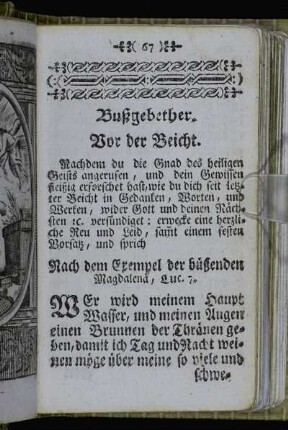 ( 67 )
Bußgebether.
Vor der Beicht.
Nachdem du die Gnad des heiligen
Geists angerufen, und dein Gewissen
fleißig erforschet hast, wie du dich seit letz-
ter Beicht in Gedanken, Worten, und
Werken, wider Gott und deinen Näch-
sten ꝛc. versündiget: erwecke eine herzli-
che Reu und Leid, samt einem festen
Vorsatz, und sprich
Nach dem Exempel der büßenden
Magdalena, Luc. 7.
WEr wird meinem Haupt
Wasser, und meinen Augen
einen Brunnen der Thränen ge-
ben, damit ich Tag und Nacht wei-
nen möge über meine so viele und
schwe-